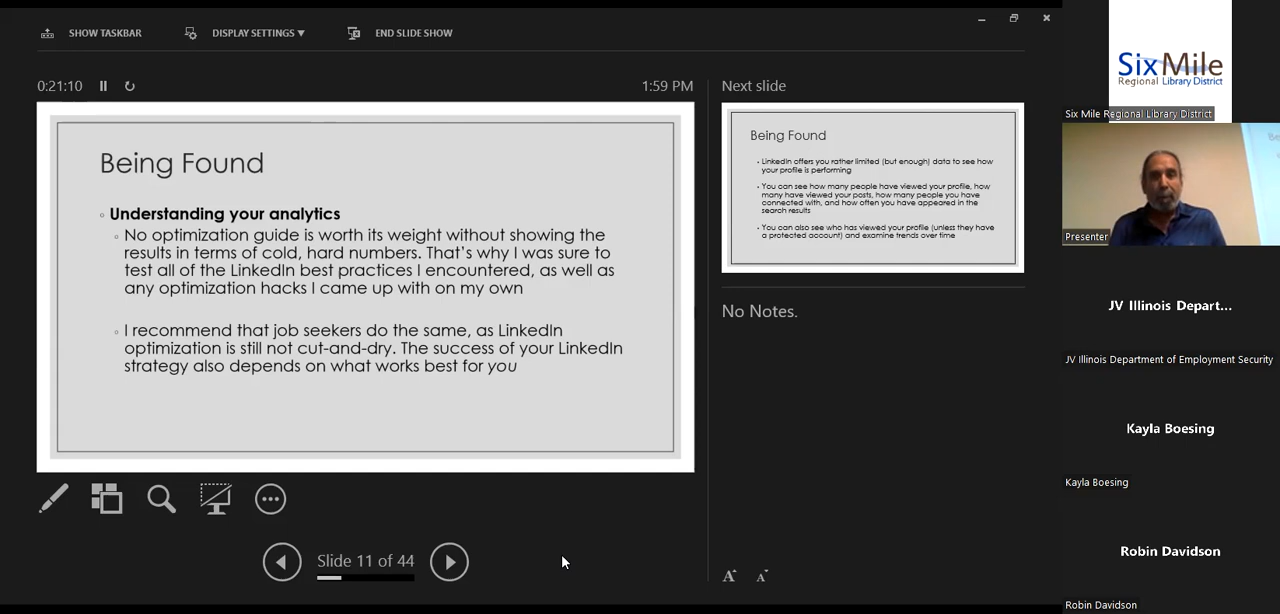 SHOW TASKBAR
DISPLAY SETTINGS ▼
END SLIDE SHOW
0:21:10
1:59 PM
Being Found
Understanding your analytics
No optimization guide is worth its weight without showing the
results in terms of cold, hard numbers. That's why I was sure to
test all of the LinkedIn best practices I encountered, as well as
any optimization hacks I came up with on my own
I recommend that job seekers do the same, as LinkedIn
optimization is still not cut-and-dry. The success of your LinkedIn
strategy also depends on what works best for you
Slide 11 of 44
Next slide
Being Found
LinkedIn offers you rather limited (but enough) data to see how
your profile is performing
You can see how many people have viewed your profile, how
many have viewed your posts, how many people you have
connected with, and how often you have appeared in the
search results
You can also see who has viewed your profile (unless they have
a protected account) and examine trends over time
No Notes.
A A
Six Mile
Regional Library District
Six Mile Regional Library District
Presenter
JV Illinois Depart...
JV Illinois Department of Employment Security
Kayla Boesing
Kayla Boesing
Robin Davidson
Robin Davidson